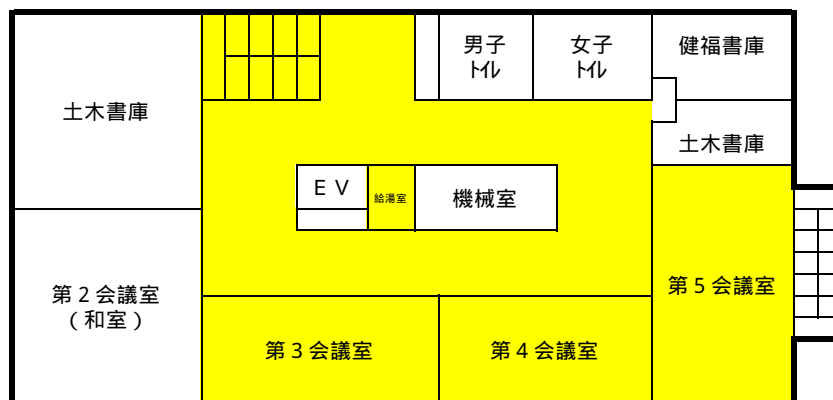 男子
トイレ
女子
トイレ
健福書庫
土木書庫
土木書庫
ＥＶ
給湯室
機械室
第２会議室
（和室）
第５会議室
第３会議室
第４会議室